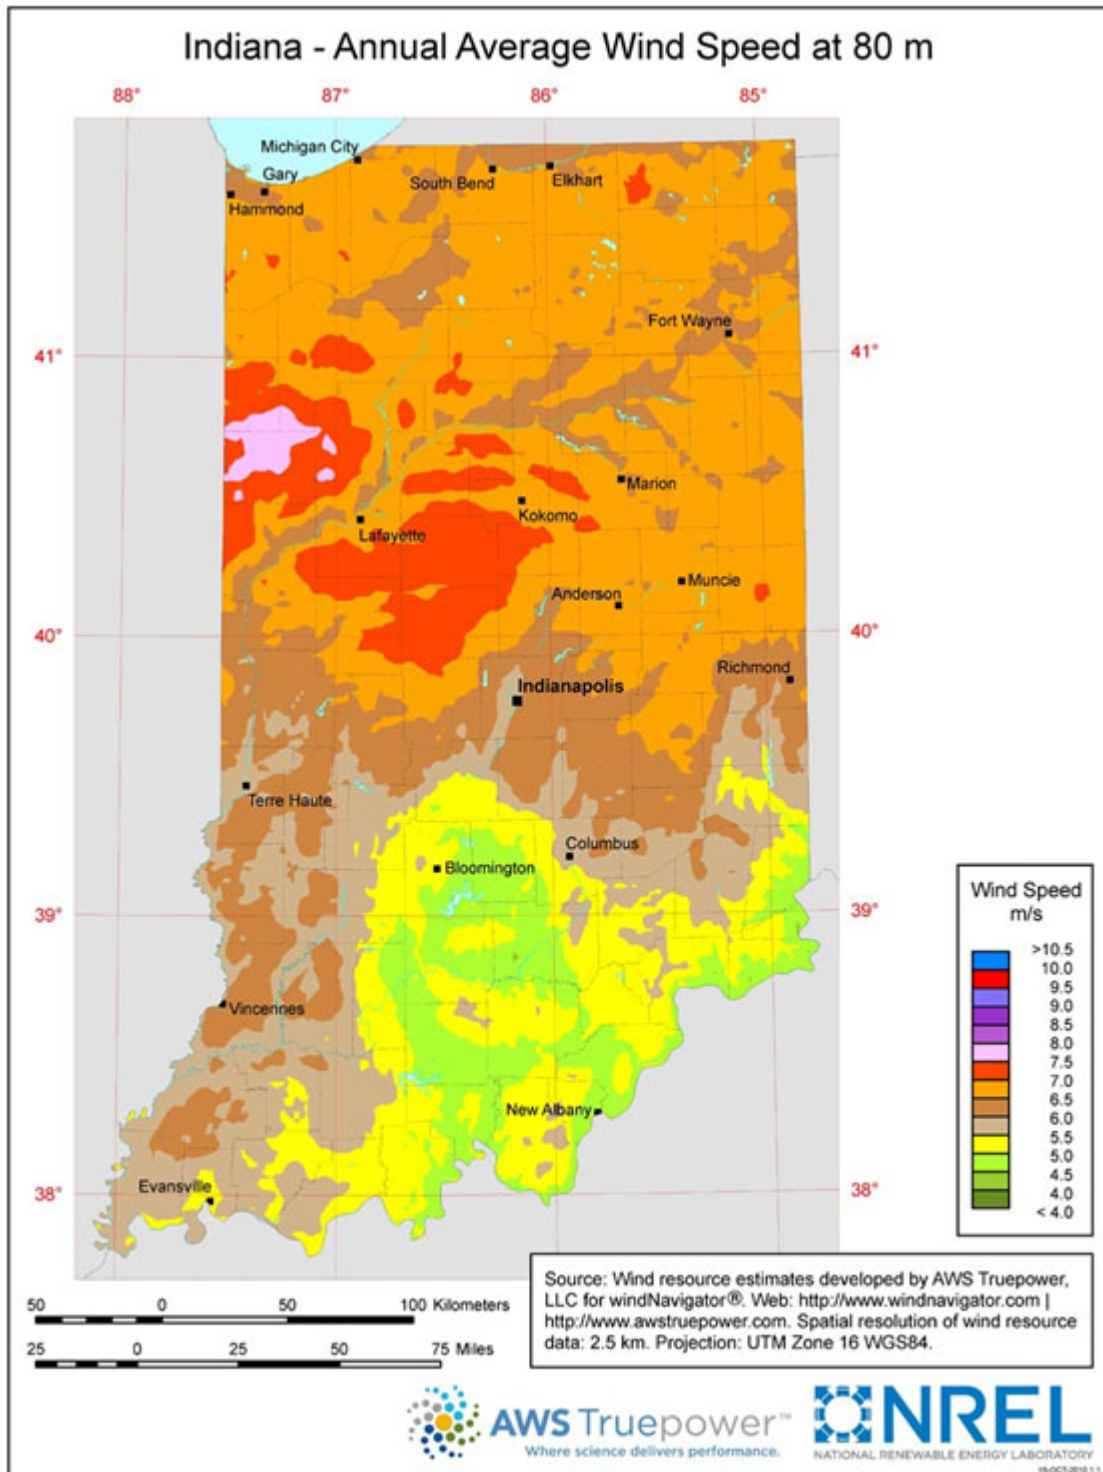 Indiana - Annual Average Wind Speed at 80 m
88° 87° 86° 85°
Michigan City
Gary
Hammond
South Bend
Elkhart
Fort Wayne
41° 41°
Marion
Kokomo
Lafayette
Muncie
Anderson
40° 40°
Richmond
Indianapolis
Terre Haute
Columbus
Bloomington
39° 39°
Vincennes
New Albany
Evansville
38° 38°
Wind Speed
m/s
>10.5
10.0
9.5
9.0
8.5
8.0
7.5
7.0
6.5
6.0
5.5
5.0
4.5
4.0
< 4.0
50 0 50 100 Kilometers
25 0 25 50 75 Miles
Source: Wind resource estimates developed by AWS Truepower,
LLC for windNavigator®. Web: http://www.windnavigator.com |
http://www.awstruepower.com. Spatial resolution of wind resource
data: 2.5 km. Projection: UTM Zone 16 WGS84.
AWS Truepower™
Where science delivers performance.
NREL
NATIONAL RENEWABLE ENERGY LABORATORY